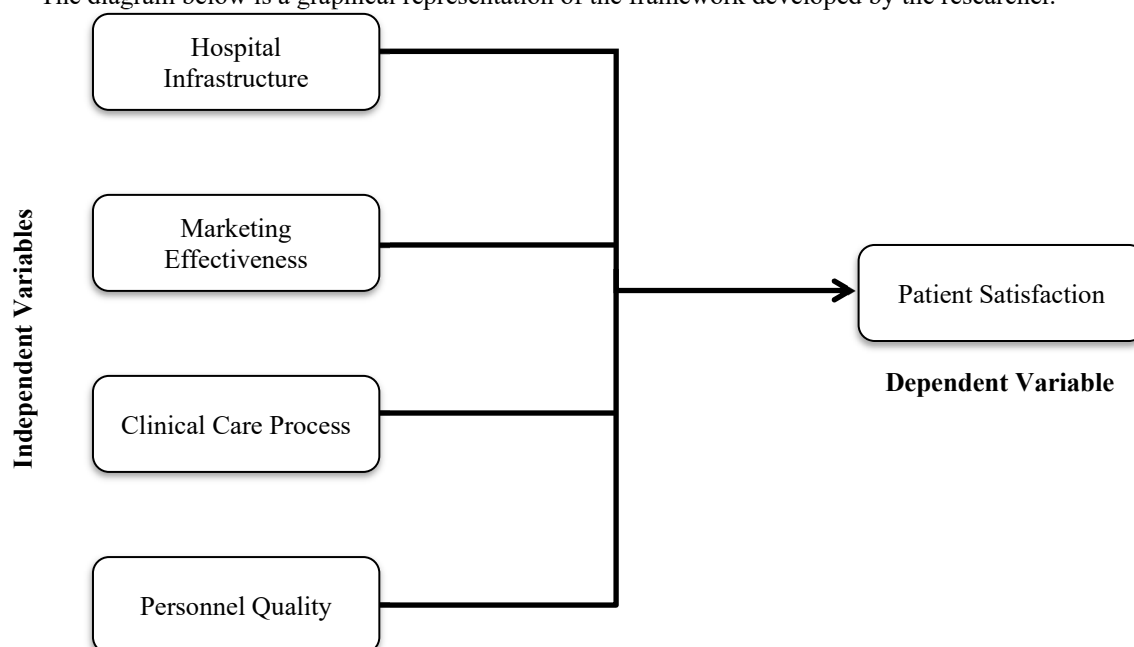 The diagram below is a graphical representation of the framework developed by the researcher.
Hospital
Infrastructure
Marketing
Effectiveness
Independent Variables
Patient Satisfaction
Dependent Variable
Clinical Care Process
Personnel Quality